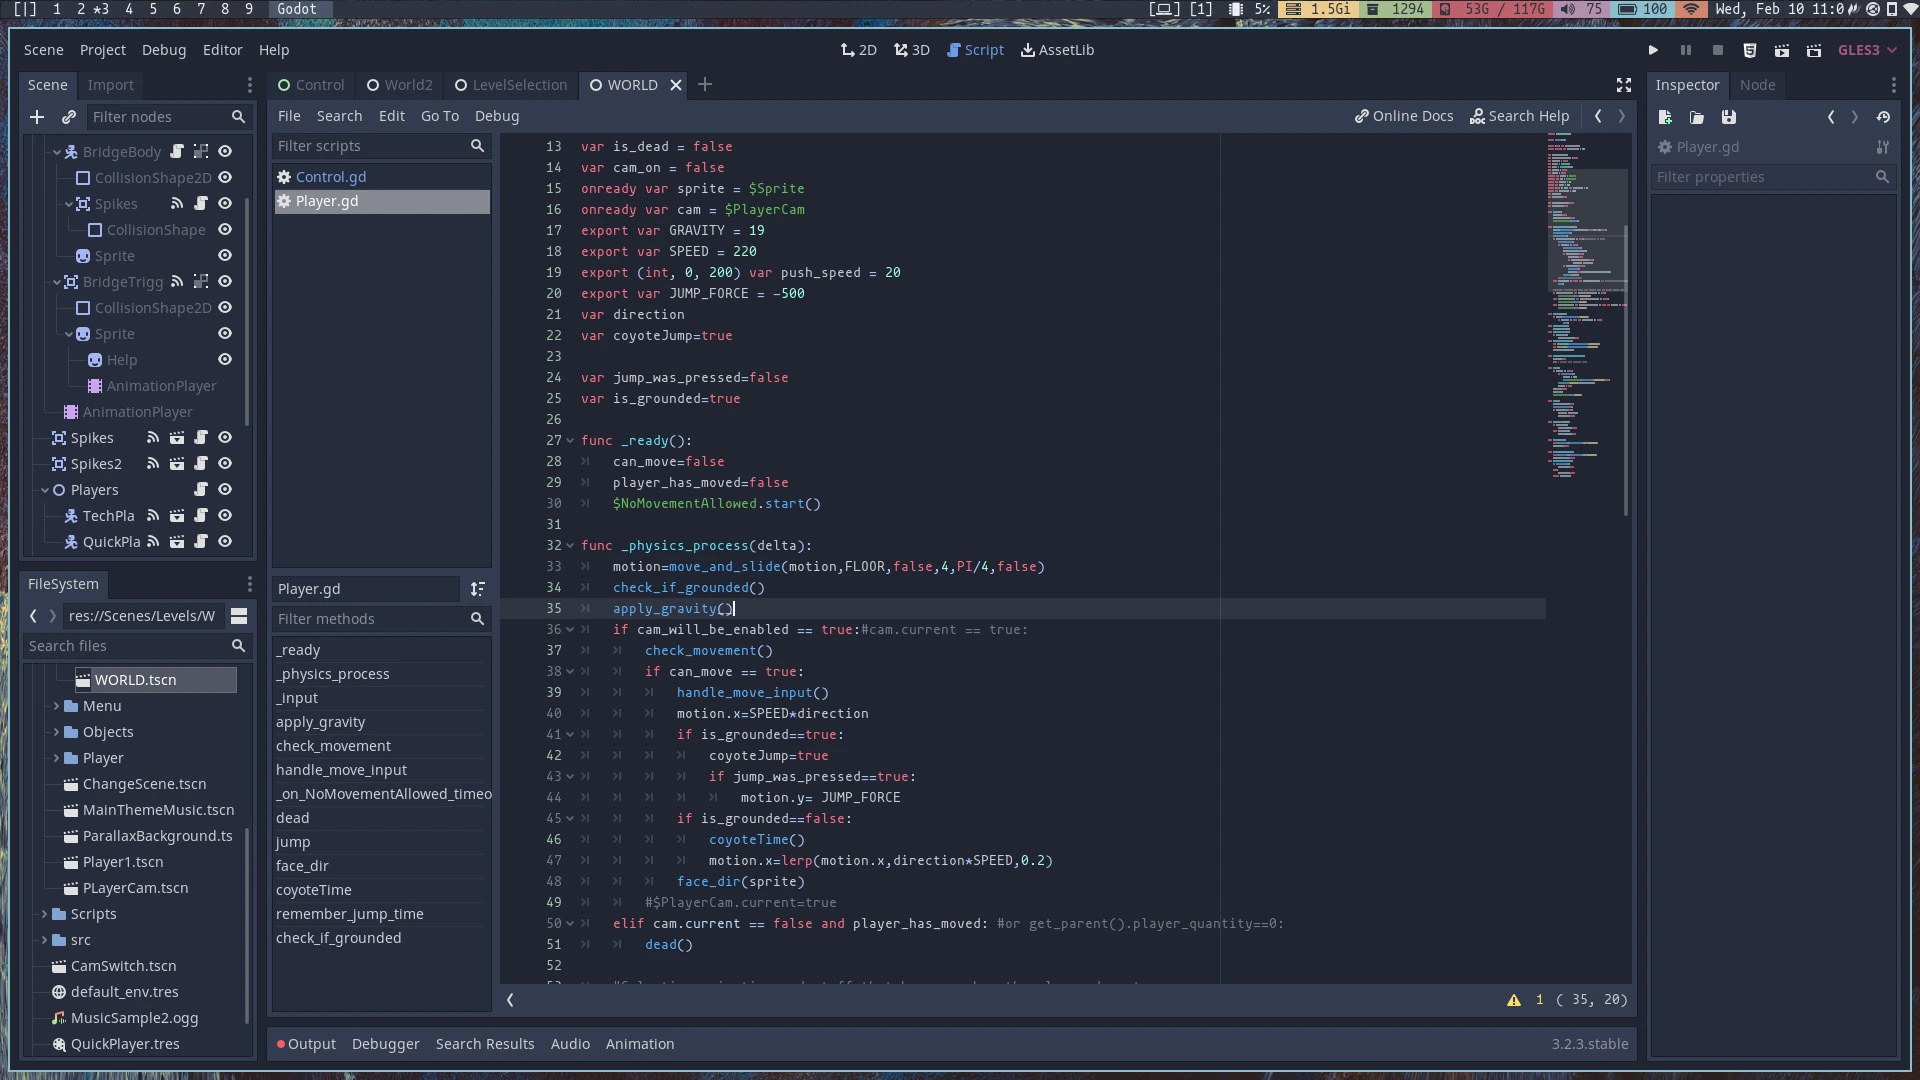 [|] 1 2 *3 4 5 6 7 8 9 Godot
[1] 5% 1.5Gi 1294 53G / 117G 75 100 Wed, Feb 10 11:0
Scene Project Debug Editor Help
2D 3D Script AssetLib
GLES3
Scene Import
Control World2 LevelSelection WORLD
Inspector Node
Filter nodes
File Search Edit Go To Debug
Online Docs Search Help
Filter scripts
Control.gd
Player.gd
Player.gd
Filter properties
BridgeBody
CollisionShape2D
Spikes
CollisionShape
Sprite
BridgeTrigg
CollisionShape2D
Sprite
Help
AnimationPlayer
AnimationPlayer
Spikes
Spikes2
Players
TechPla
QuickPla
13 var is_dead = false
14 var cam_on = false
15 onready var sprite = $Sprite
16 onready var cam = $PlayerCam
17 export var GRAVITY = 19
18 export var SPEED = 220
19 export (int, 0, 200) var push_speed = 20
20 export var JUMP_FORCE = -500
21 var direction
22 var coyoteJump=true
23
24 var jump_was_pressed=false
25 var is_grounded=true
26
27 func _ready():
28 can_move=false
29 player_has_moved=false
30 $NoMovementAllowed.start()
31
32 func _physics_process(delta):
33 motion=move_and_slide(motion,FLOOR,false,4,PI/4,false)
34 check_if_grounded()
35 apply_gravity()
36 if cam_will_be_enabled == true:#cam.current == true:
37 check_movement()
38 if can_move == true:
39 handle_move_input()
40 motion.x=SPEED*direction
41 if is_grounded==true:
42 coyoteJump=true
43 if jump_was_pressed==true:
44 motion.y= JUMP_FORCE
45 if is_grounded==false:
46 coyoteTime()
47 motion.x=lerp(motion.x,direction*SPEED,0.2)
48 face_dir(sprite)
49 #$PlayerCam.current=true
50 elif cam.current == false and player_has_moved: #or get_parent().player_quantity==0:
51 dead()
52
FileSystem
res://Scenes/Levels/W
Search files
WORLD.tscn
Menu
Objects
Player
ChangeScene.tscn
MainThemeMusic.tscn
ParallaxBackground.ts
Player1.tscn
PLayerCam.tscn
Scripts
src
CamSwitch.tscn
default_env.tres
MusicSample2.ogg
QuickPlayer.tres
Player.gd
Filter methods
_ready
_physics_process
_input
apply_gravity
check_movement
handle_move_input
_on_NoMovementAllowed_timeo
dead
jump
face_dir
coyoteTime
remember_jump_time
check_if_grounded
1 ( 35, 20)
Output Debugger Search Results Audio Animation
3.2.3.stable